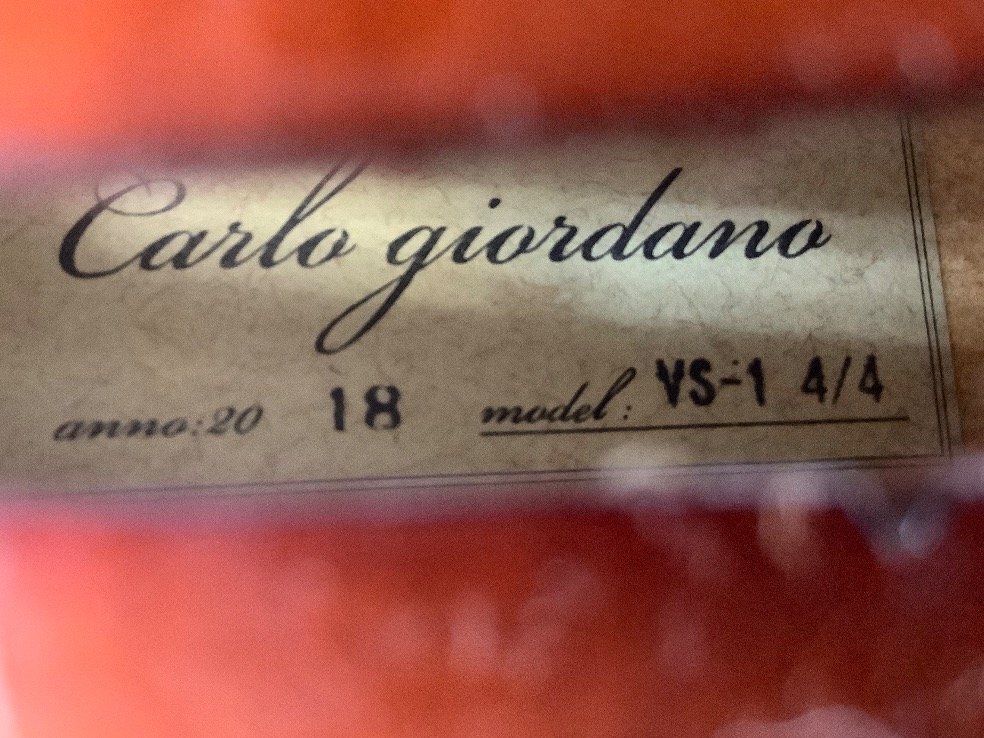 Carlo giordano
anno:20 18 model: VS-1 4/4